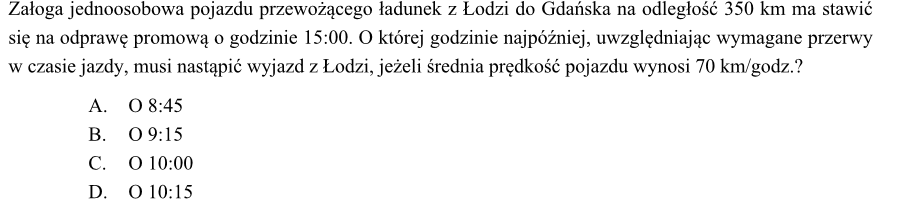 Załoga jednoosobowa pojazdu przewożącego ładunek z Łodzi do Gdańska na odległość 350 km ma stawić
się na odprawę promową o godzinie 15:00. O której godzinie najpóźniej, uwzględniając wymagane przerwy
w czasie jazdy, musi nastąpić wyjazd z Łodzi, jeżeli średnia prędkość pojazdu wynosi 70 km/godz.?
A. O 8:45
B. O 9:15
C. O 10:00
D. O 10:15